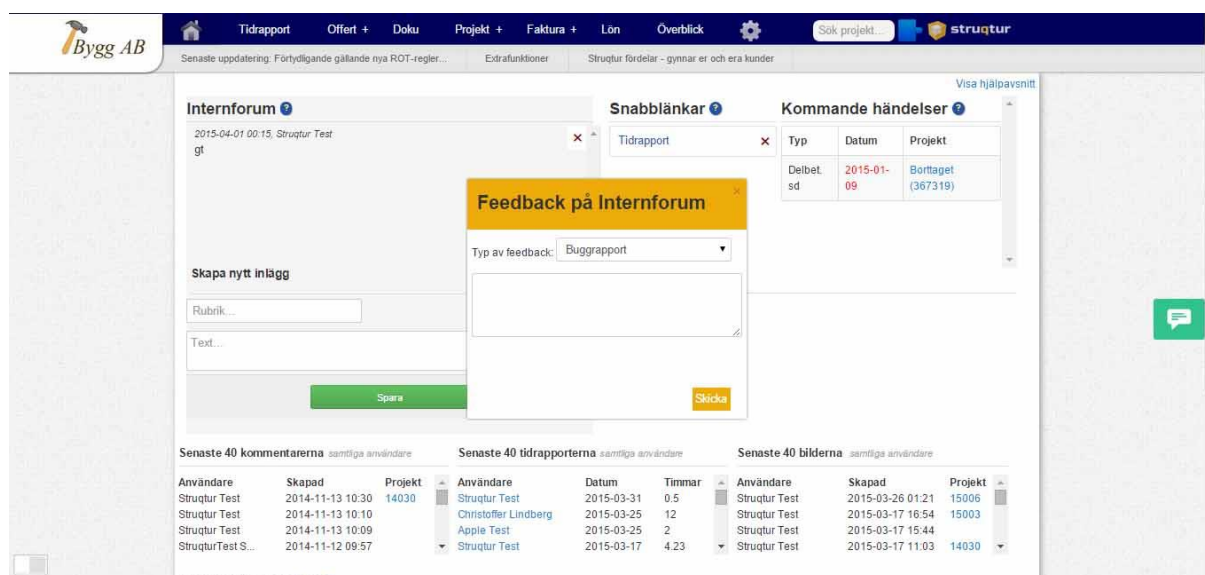 Bygg AB
Tidrapport Offert + Doku Projekt + Faktura + Lön Överblick Sök projekt... struqtur
Senaste uppdatering: Förtydligande gällande nya ROT-regler... Extrafunktioner Struqtur fördelar - gynnar er och era kunder
Visa hjälpavsnitt
Internforum ?
2015-04-01 00:15, Struqtur Test
gt
Snabblänkar ?
Tidrapport
Kommande händelser ?
Typ Datum Projekt
Delbet. 2015-01- Borttaget
sd 09 (367319)
Feedback på Internforum
Typ av feedback: Buggrapport
Skicka
Skapa nytt inlägg
Rubrik...
Text...
Spara
Senaste 40 kommentarerna samtliga användare
Användare Skapad Projekt
Struqtur Test 2014-11-13 10:30 14030
Struqtur Test 2014-11-13 10:10
Struqtur Test 2014-11-13 10:09
StruqturTest S... 2014-11-12 09:57
Senaste 40 tidrapporterna samtliga användare
Användare Datum Timmar
Struqtur Test 2015-03-31 0.5
Christoffer Lindberg 2015-03-25 12
Apple Test 2015-03-25 2
Struqtur Test 2015-03-17 4.23
Senaste 40 bilderna samtliga användare
Användare Skapad Projekt
Struqtur Test 2015-03-26 01:21 15006
Struqtur Test 2015-03-17 16:54 15003
Struqtur Test 2015-03-17 15:44
Struqtur Test 2015-03-17 11:03 14030